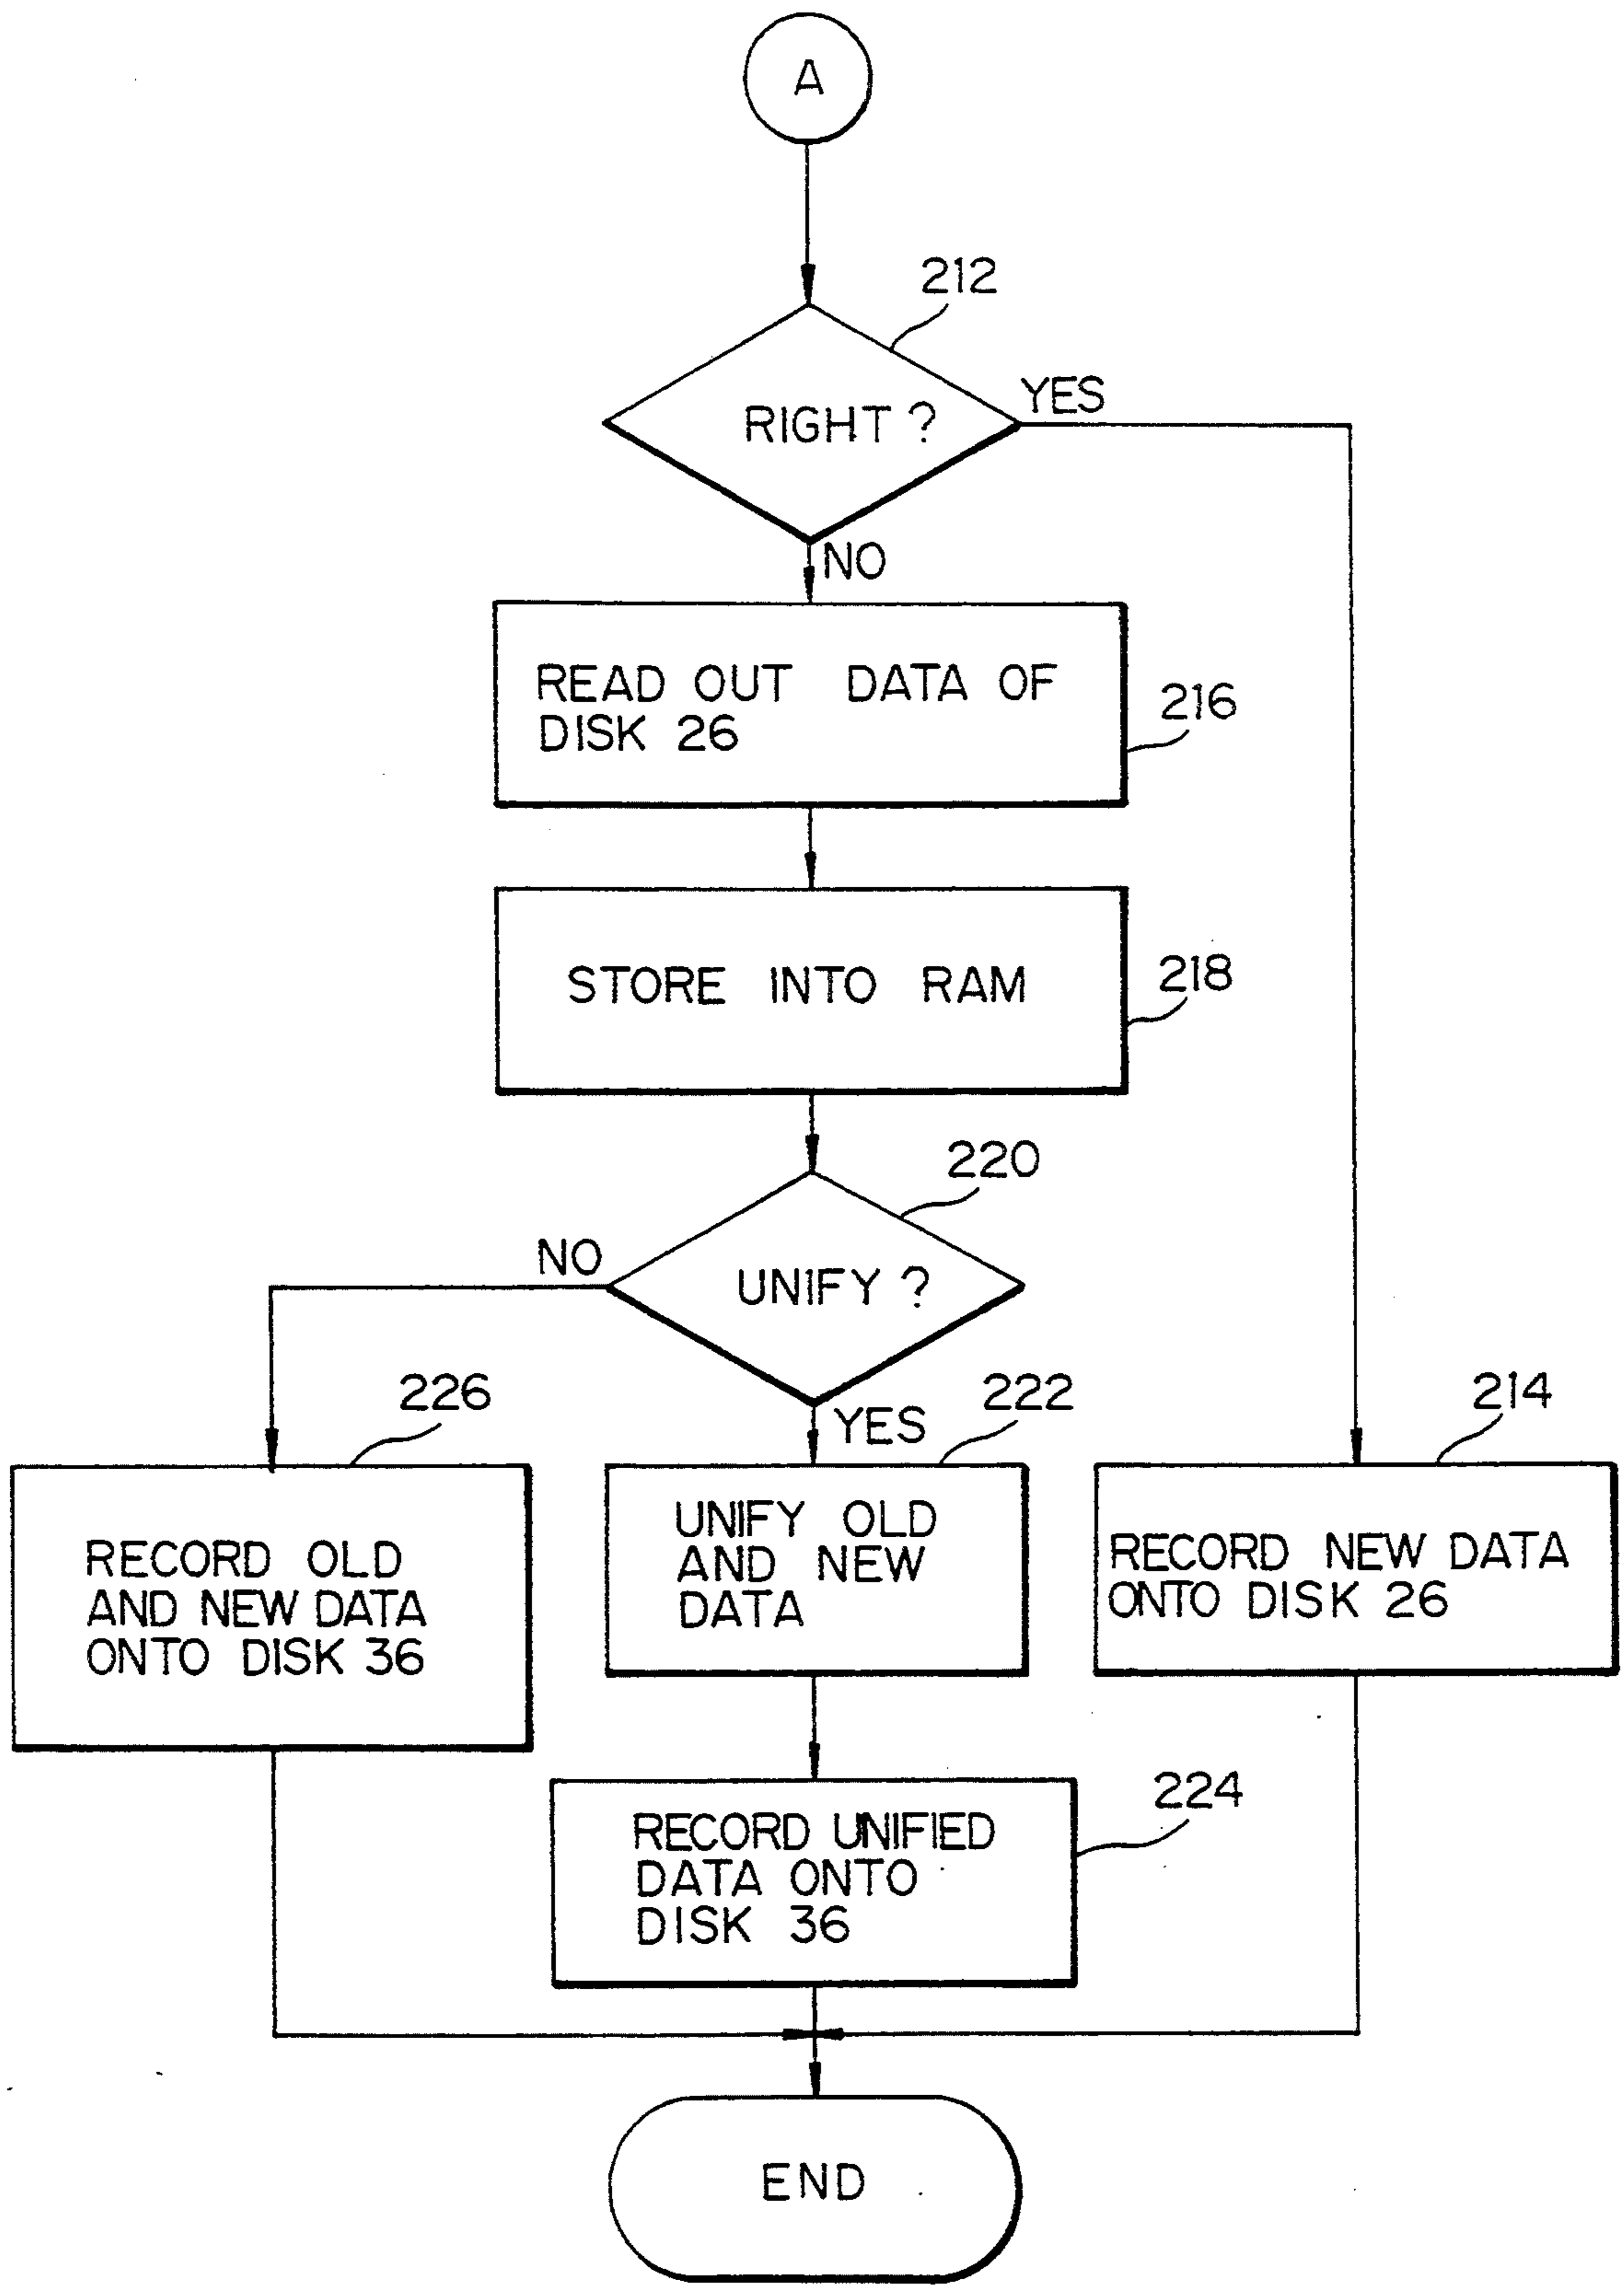 A
212
RIGHT ?
YES
NO
READ OUT DATA OF
DISK 26
216
STORE INTO RAM
218
220
NO
UNIFY ?
YES
226
RECORD OLD
AND NEW DATA
ONTO DISK 36
222
UNIFY OLD
AND NEW
DATA
214
RECORD NEW DATA
ONTO DISK 26
224
RECORD UNIFIED
DATA ONTO
DISK 36
END